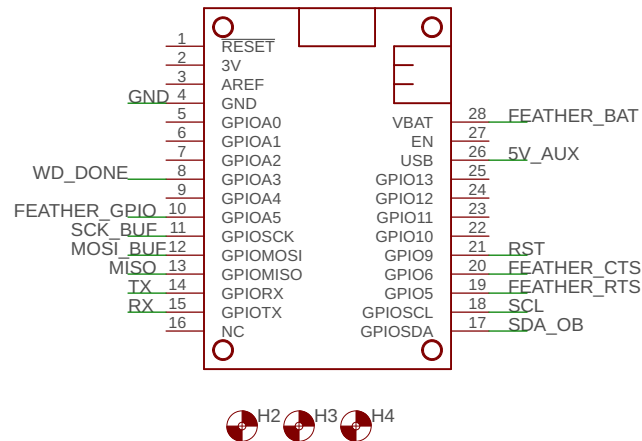 1 RESET
2 3V
3 AREF
GND 4 GND
5 GPIOA0
6 GPIOA1
7 GPIOA2
WD_DONE 8 GPIOA3
9 GPIOA4
FEATHER_GPIO 10 GPIOA5
SCK_BUF 11 GPIOSCK
MOSI_BUF 12 GPIOMOSI
MISO 13 GPIOMISO
TX 14 GPIORX
RX 15 GPIOTX
16 NC
VBAT 28 FEATHER_BAT
EN 27
USB 26 5V_AUX
GPIO13 25
GPIO12 24
GPIO11 23
GPIO10 22
GPIO9 21 RST
GPIO6 20 FEATHER_CTS
GPIO5 19 FEATHER_RTS
GPIOSCL 18 SCL
GPIOSDA 17 SDA_OB
H2 H3 H4